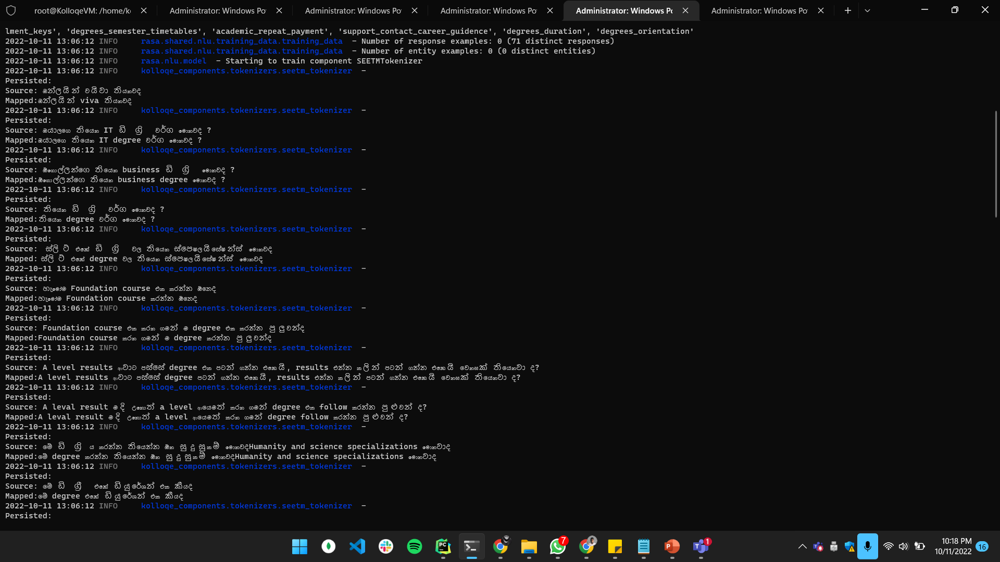 root@KolloqeVM: /home/k
Administrator: Windows Po
Administrator: Windows Po
Administrator: Windows Po
Administrator: Windows Po
Administrator: Windows Po
lment_keys', 'degrees_semester_timetables', 'academic_repeat_payment', 'support_contact_career_guidence', 'degrees_duration', 'degrees_orientation'
2022-10-11 13:06:12 INFO rasa.shared.nlu.training_data.training_data - Number of response examples: 0 (71 distinct responses)
2022-10-11 13:06:12 INFO rasa.shared.nlu.training_data.training_data - Number of entity examples: 0 (0 distinct entities)
2022-10-11 13:06:12 INFO rasa.nlu.model - Starting to train component SEETMTokenizer
2022-10-11 13:06:12 INFO kolloqe_components.tokenizers.seetm_tokenizer -
Persisted:
Source: ඔන්ලයින් වයිවා තියනවද
Mapped:ඔන්ලයින් viva තියනවද
2022-10-11 13:06:12 INFO kolloqe_components.tokenizers.seetm_tokenizer -
Persisted:
Source: ඔයාලගෙ තියෙන IT ඩිග්‍රි වර්ග මොනවද ?
Mapped:ඔයාලගෙ තියෙන IT degree වර්ග මොනවද ?
2022-10-11 13:06:12 INFO kolloqe_components.tokenizers.seetm_tokenizer -
Persisted:
Source: ඕගොල්ලන්ගෙ තියෙන business ඩිග්‍රි මොනවද ?
Mapped:ඕගොල්ලන්ගෙ තියෙන business degree මොනවද ?
2022-10-11 13:06:12 INFO kolloqe_components.tokenizers.seetm_tokenizer -
Persisted:
Source: තියෙන ඩිග්‍රි වර්ග මොනවද ?
Mapped:තියෙන degree වර්ග මොනවද ?
2022-10-11 13:06:12 INFO kolloqe_components.tokenizers.seetm_tokenizer -
Persisted:
Source: ස්ලිට් එකේ ඩිග්‍රි වල තියෙන ස්පෙෂලයිසේෂන්ස් මොනවද
Mapped: ස්ලිට් එකේ degree වල තියෙන ස්පෙෂලයිසේෂන්ස් මොනවද
2022-10-11 13:06:12 INFO kolloqe_components.tokenizers.seetm_tokenizer -
Persisted:
Source: හැමෝම Foundation course එක කරන්න ඕනෙද
Mapped:හැමෝම Foundation course කරන්න ඕනෙද
2022-10-11 13:06:12 INFO kolloqe_components.tokenizers.seetm_tokenizer -
Persisted:
Source: Foundation course එක කරන ගමන් ම degree එක කරන්න පුලුවන්ද
Mapped:Foundation course කරන ගමන් ම degree කරන්න පුලුවන්ද
2022-10-11 13:06:12 INFO kolloqe_components.tokenizers.seetm_tokenizer -
Persisted:
Source: A level results ආවාට පස්සේ degree එක පටන් ගන්න එකෙයි, results එන්න කලින් පටන් ගන්න එකෙයි වෙනසක් තියෙනවා ද?
Mapped:A level results ආවාට පස්සේ degree පටන් ගන්න එකෙයි, results එන්න කලින් පටන් ගන්න එකෙයි වෙනසක් තියෙනවා ද?
2022-10-11 13:06:12 INFO kolloqe_components.tokenizers.seetm_tokenizer -
Persisted:
Source: A leval result මදි උනොත් a level ආයෙමත් කරන ගමන් degree එක follow කරන්න පුළුවන් ද?
Mapped:A leval result මදි උනොත් a level ආයෙමත් කරන ගමන් degree follow කරන්න පුළුවන් ද?
2022-10-11 13:06:12 INFO kolloqe_components.tokenizers.seetm_tokenizer -
Persisted:
Source: මේ ඩිග්‍රිය කරන්න තියෙන්න ඕන සුදුසුකම් මොනවදHumanity and science specializations මොනවාද
Mapped:මේ degree කරන්න තියෙන්න ඕන සුදුසුකම් මොනවදHumanity and science specializations මොනවාද
2022-10-11 13:06:12 INFO kolloqe_components.tokenizers.seetm_tokenizer -
Persisted:
Source: මේ ඩිග්‍රී එකේ ඩියුරේශන් එක කීයද
Mapped:මේ degree එකේ ඩියුරේශන් එක කීයද
2022-10-11 13:06:12 INFO kolloqe_components.tokenizers.seetm_tokenizer -
Persisted:
7
1
10:18 PM
10/11/2022
16